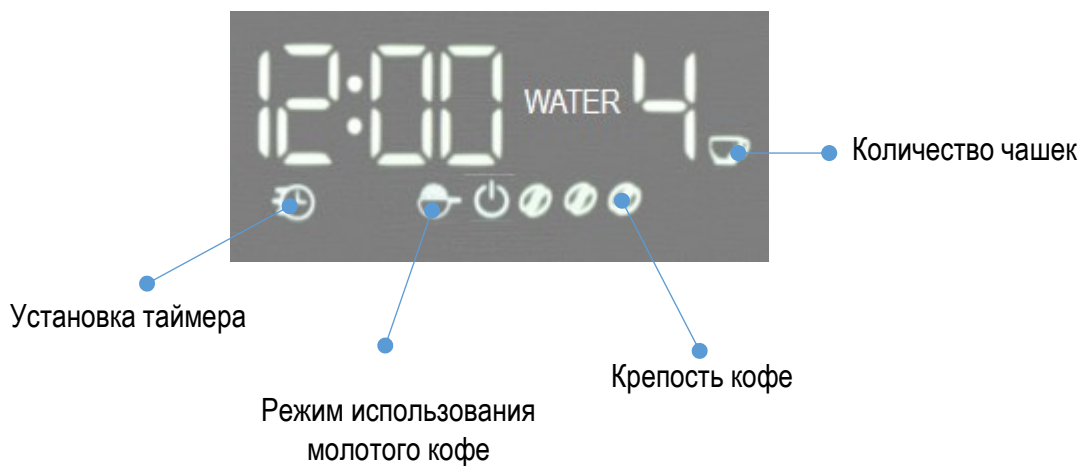 12:00 WATER 4
Количество чашек
Установка таймера
Крепость кофе
Режим использования
молотого кофе